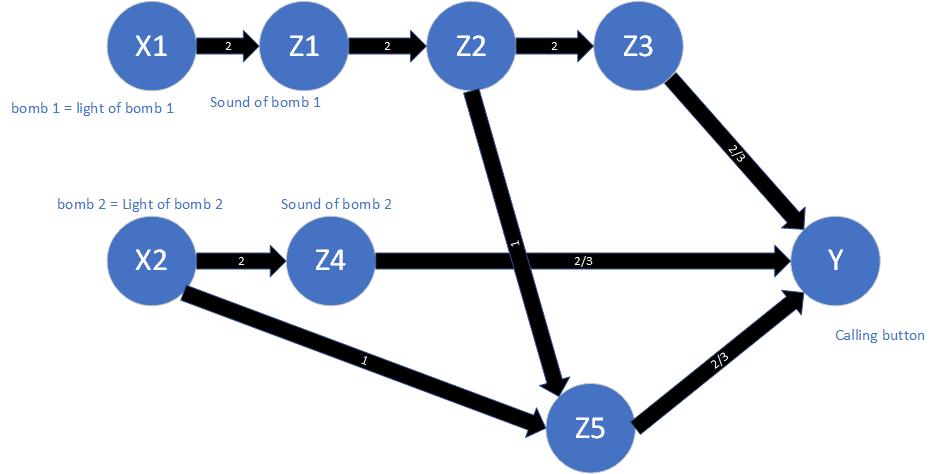 X1
2
Z1
2
Z2
2
Z3
bomb 1 = light of bomb 1
Sound of bomb 1
2/3
bomb 2 = Light of bomb 2
Sound of bomb 2
1
X2
2
Z4
2/3
Y
Calling button
1
2/3
Z5